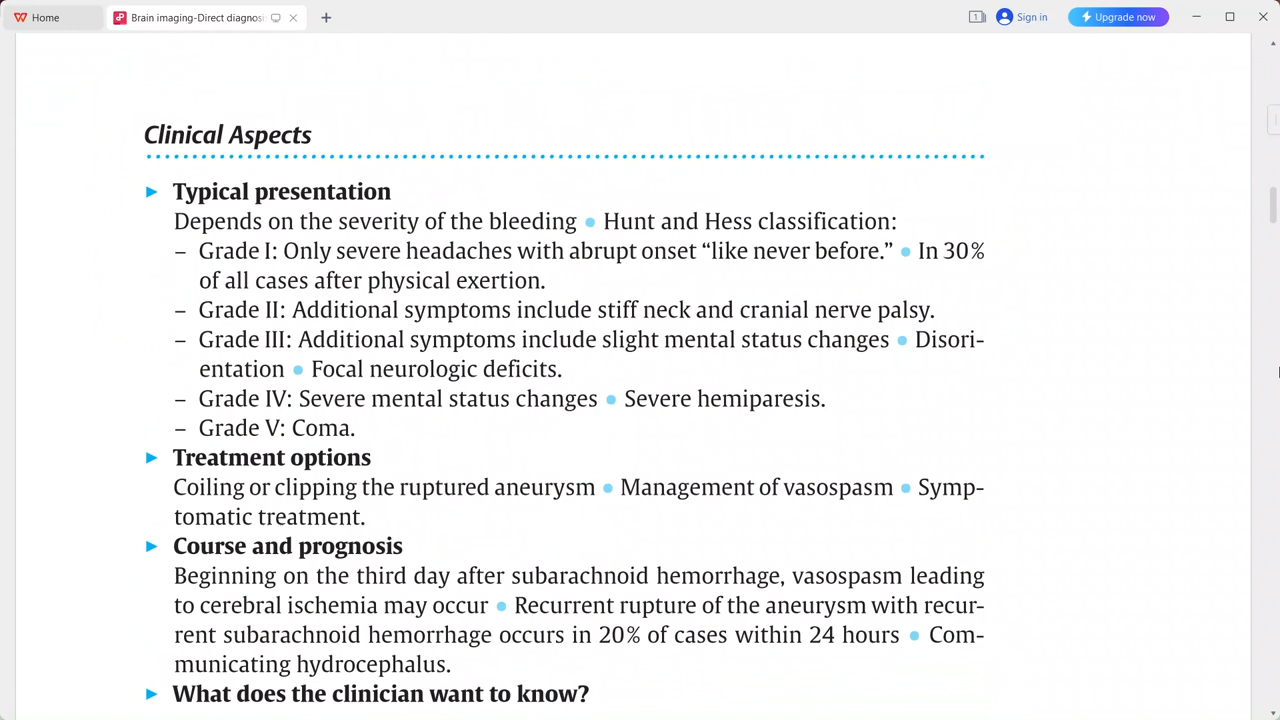 Home
Brain imaging-Direct diagnosi
1
Sign in
Upgrade now
Clinical Aspects
Typical presentation
Depends on the severity of the bleeding • Hunt and Hess classification:
– Grade I: Only severe headaches with abrupt onset “like never before.” • In 30%
of all cases after physical exertion.
– Grade II: Additional symptoms include stiff neck and cranial nerve palsy.
– Grade III: Additional symptoms include slight mental status changes • Disori-
entation • Focal neurologic deficits.
– Grade IV: Severe mental status changes • Severe hemiparesis.
– Grade V: Coma.
Treatment options
Coiling or clipping the ruptured aneurysm • Management of vasospasm • Symp-
tomatic treatment.
Course and prognosis
Beginning on the third day after subarachnoid hemorrhage, vasospasm leading
to cerebral ischemia may occur • Recurrent rupture of the aneurysm with recur-
rent subarachnoid hemorrhage occurs in 20% of cases within 24 hours • Com-
municating hydrocephalus.
What does the clinician want to know?